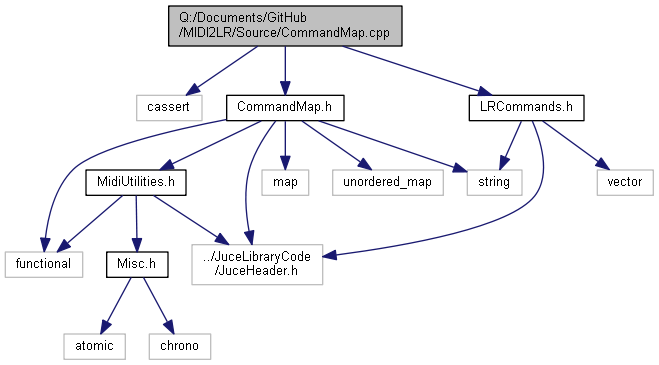 Q:/Documents/GitHub
/MIDI2LR/Source/CommandMap.cpp
cassert
CommandMap.h
LRCommands.h
MidiUtilities.h
map
unordered_map
string
vector
functional
Misc.h
../JuceLibraryCode
/JuceHeader.h
atomic
chrono